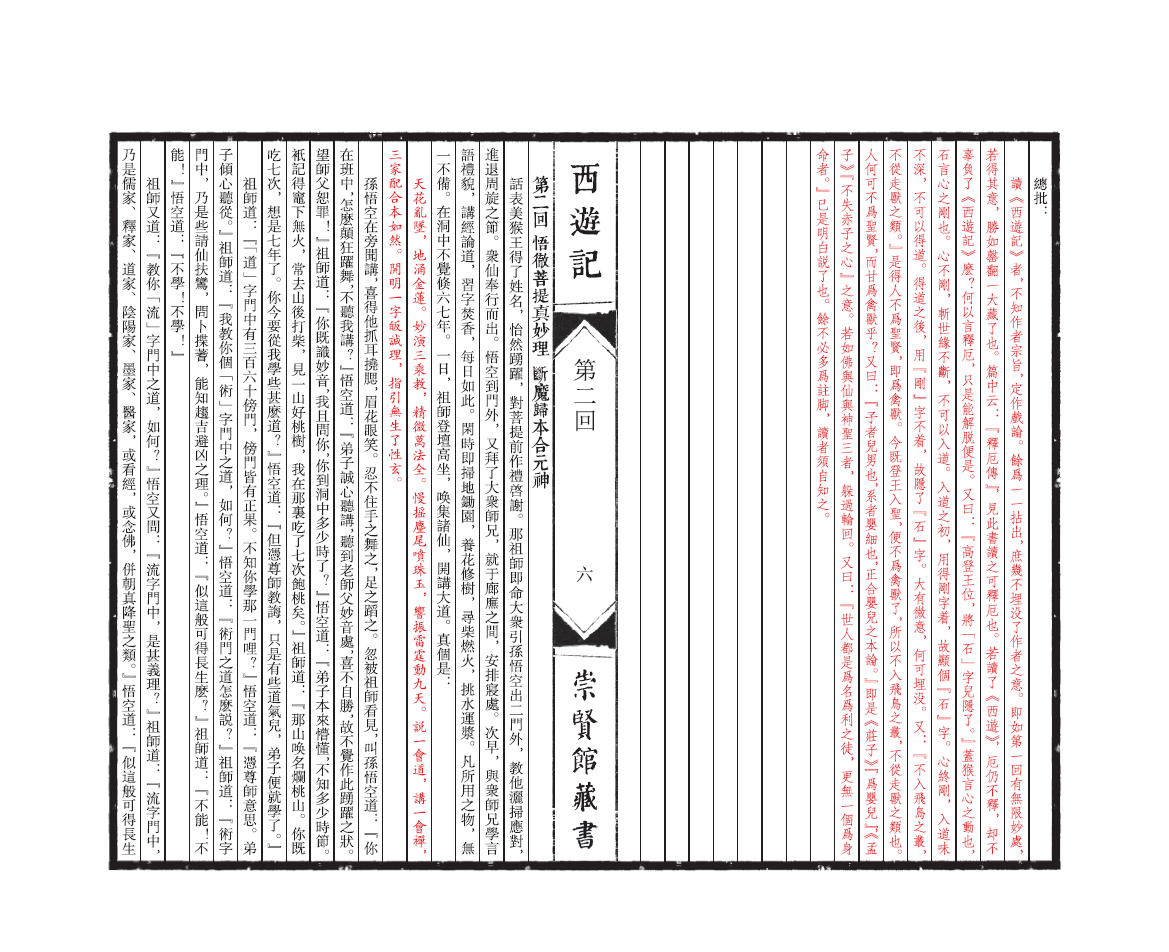 總批：
讀《西遊記》者，不知作者宗旨，定作戲論。餘爲一一拈出，庶幾不埋没了作者之意。即如第一回有無限妙處，
若得其意，勝如罄翻一大藏了也。篇中云：『釋厄傳』，見此書讀之可釋厄也。若讀了《西遊》，厄仍不釋，却不
辜負了《西遊記》麽？何以言釋厄，只是能解脱便是。又曰：『高登王位，將「石」字兒隱了。』蓋猴言心之動也，
石言心之剛也。心不剛，斬世緣不斷，不可以入道。入道之初，用得剛字着，故顯個『石』字。心終剛，入道味
不深，不可以得道。得道之後，用『剛』字不着，故隱了『石』字。大有微意，何可埋没。又：『不入飛鳥之叢，
不從走獸之類。』是得人不爲聖賢，即爲禽獸。今既登王入聖，便不爲禽獸了，所以不入飛鳥之叢，不從走獸之類也。
人何可不爲聖賢，而甘爲禽獸乎？又曰：『子者兒男也，系者嬰細也，正合嬰兒之本論。』即是《莊子》『爲嬰兒』、《孟
子》『不失赤子之心』之意。若如佛與仙與神聖三者，躲過輪回。又曰：『世人都是爲名爲利之徒，更無一個爲身
命者。』已是明白説了也。餘不必多爲註脚，讀者須自知之。
西遊記
第二回
六
崇賢館藏書
第二回 悟徹菩提真妙理 斷魔歸本合元神
話表美猴王得了姓名，怡然踴躍，對菩提前作禮啓謝。那祖師即命大衆引孫悟空出二門外，教他灑掃應對，
進退周旋之節。衆仙奉行而出。悟空到門外，又拜了大衆師兄，就于廊廡之間，安排寢處。次早，與衆師兄學言
語禮貌，講經論道，習字焚香，每日如此。閑時即掃地鋤園，養花修樹，尋柴燃火，挑水運漿。凡所用之物，無
一不備。在洞中不覺倏六七年。一日，祖師登壇高坐，唤集諸仙，開講大道。真個是：
天花亂墜，地涌金蓮。妙演三乘教，精微萬法全。慢摇麈尾噴珠玉，響振雷霆動九天。説一會道，講一會禪，
三家配合本如然。開明一字皈誠理，指引無生了性玄。
孫悟空在旁聞講，喜得他抓耳撓腮，眉花眼笑。忍不住手之舞之，足之蹈之。忽被祖師看見，叫孫悟空道：『你
在班中，怎麽顛狂躍舞，不聽我講？』悟空道：『弟子誠心聽講，聽到老師父妙音處，喜不自勝，故不覺作此踴躍之狀。
望師父恕罪！』祖師道：『你既識妙音，我且問你，你到洞中多少時了？』悟空道：『弟子本來懵懂，不知多少時節。
祇記得竈下無火，常去山後打柴，見一山好桃樹，我在那裏吃了七次飽桃矣。』祖師道：『那山唤名爛桃山。你既
吃七次，想是七年了。你今要從我學些甚麽道？』悟空道：『但憑尊師教誨，只是有些道氣兒，弟子便就學了。』
祖師道：『「道」字門中有三百六十傍門，傍門皆有正果。不知你學那一門哩？』悟空道：『憑尊師意思。弟
子傾心聽從。』祖師道：『我教你個「術」字門中之道，如何？』悟空道：『術門之道怎麽説？』祖師道：『術字
門中，乃是些請仙扶鸞，問卜揲蓍，能知趨吉避凶之理。』悟空道：『似這般可得長生麽？』祖師道：『不能！不
能！』悟空道：『不學！不學！』
祖師又道：『教你「流」字門中之道，如何？』悟空又問：『流字門中，是甚義理？』祖師道：『流字門中，
乃是儒家、釋家、道家、陰陽家、墨家、醫家，或看經，或念佛，併朝真降聖之類。』悟空道：『似這般可得長生